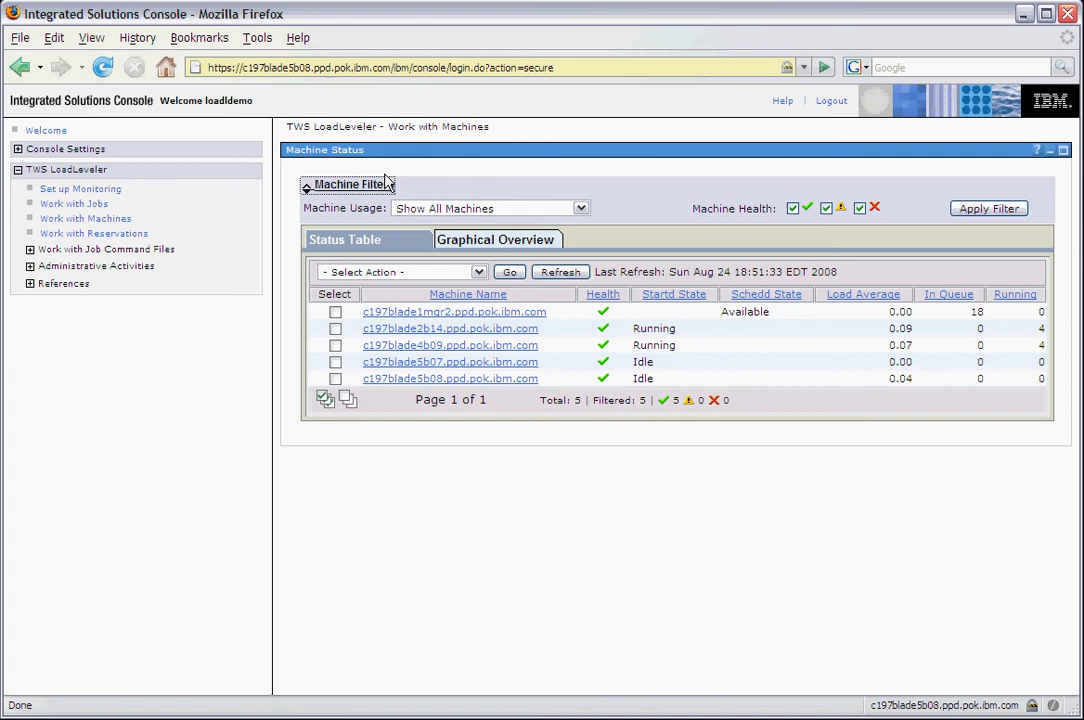 Integrated Solutions Console - Mozilla Firefox
File Edit View History Bookmarks Tools Help
https://c197blade5b08.ppd.pok.ibm.com/ibm/console/login.do?action=secure
Google
Integrated Solutions Console Welcome loadldemo
Help Logout
IBM.
Welcome
Console Settings
TWS LoadLeveler
Set up Monitoring
Work with Jobs
Work with Machines
Work with Reservations
Work with Job Command Files
Administrative Activities
References
TWS LoadLeveler - Work with Machines
Machine Status
Machine Filter
Machine Usage: Show All Machines Machine Health: Apply Filter
Status Table Graphical Overview
- Select Action - Go Refresh Last Refresh: Sun Aug 24 18:51:33 EDT 2008
Select Machine Name Health Startd State Schedd State Load Average In Queue Running
c197blade1mgr2.ppd.pok.ibm.com Available 0.00 18 0
c197blade2b14.ppd.pok.ibm.com Running 0.09 0 4
c197blade4b09.ppd.pok.ibm.com Running 0.07 0 4
c197blade5b07.ppd.pok.ibm.com Idle 0.00 0 0
c197blade5b08.ppd.pok.ibm.com Idle 0.04 0 0
Page 1 of 1 Total: 5 | Filtered: 5 | 5 0 0
Done c197blade5b08.ppd.pok.ibm.com